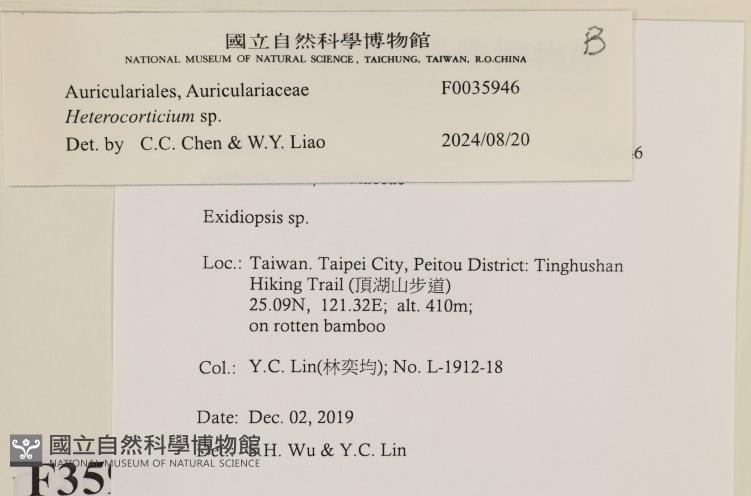 國立自然科學博物館
B
NATIONAL MUSEUM OF NATURAL SCIENCE, TAICHUNG, TAIWAN, R.O.CHINA
Auriculariales, Auriculariaceae F0035946
Heterocorticium sp.
Det. by C.C. Chen & W.Y. Liao 2024/08/20
6
Exidiopsis sp.
Loc.: Taiwan. Taipei City, Peitou District: Tinghushan
Hiking Trail (頂湖山步道)
25.09N, 121.32E; alt. 410m;
on rotten bamboo
Col.: Y.C. Lin(林奕均); No. L-1912-18
Date: Dec. 02, 2019
H. Wu & Y.C. Lin
國立自然科學博物館
NATIONAL MUSEUM OF NATURAL SCIENCE
F35